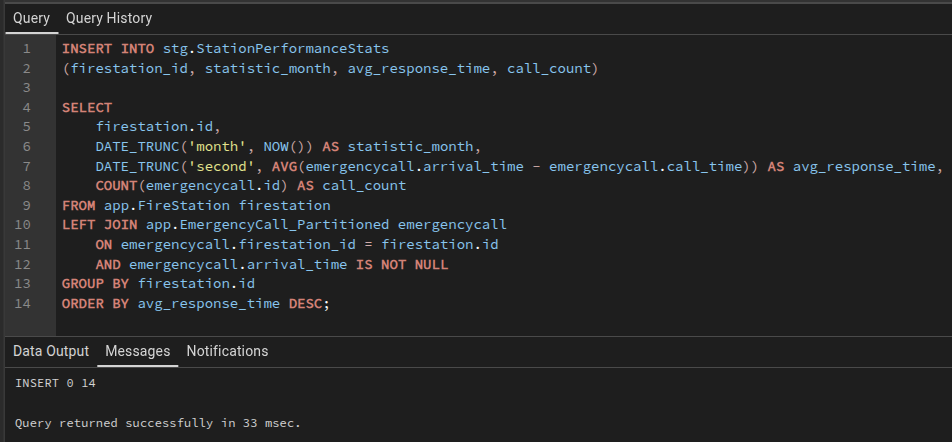 Query Query History
1 INSERT INTO stg.StationPerformanceStats
2 (firestation_id, statistic_month, avg_response_time, call_count)
3
4 SELECT
5 firestation.id,
6 DATE_TRUNC('month', NOW()) AS statistic_month,
7 DATE_TRUNC('second', AVG(emergencycall.arrival_time - emergencycall.call_time)) AS avg_response_time,
8 COUNT(emergencycall.id) AS call_count
9 FROM app.FireStation firestation
10 LEFT JOIN app.EmergencyCall_Partitioned emergencycall
11 ON emergencycall.firestation_id = firestation.id
12 AND emergencycall.arrival_time IS NOT NULL
13 GROUP BY firestation.id
14 ORDER BY avg_response_time DESC;
Data Output Messages Notifications
INSERT 0 14
Query returned successfully in 33 msec.